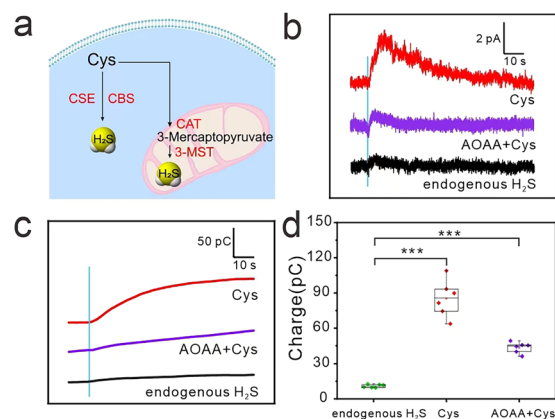 a
Cys
CSE CBS
CAT
3-Mercaptopyruvate
3-MST
H₂S
H₂S
b
2 pA
10 s
Cys
AOAA+Cys
endogenous H₂S
c
50 pC
10 s
Cys
AOAA+Cys
endogenous H₂S
d
Charge(pC)
150
120
90
60
30
0
***
***
endogenous H₂S Cys AOAA+Cys